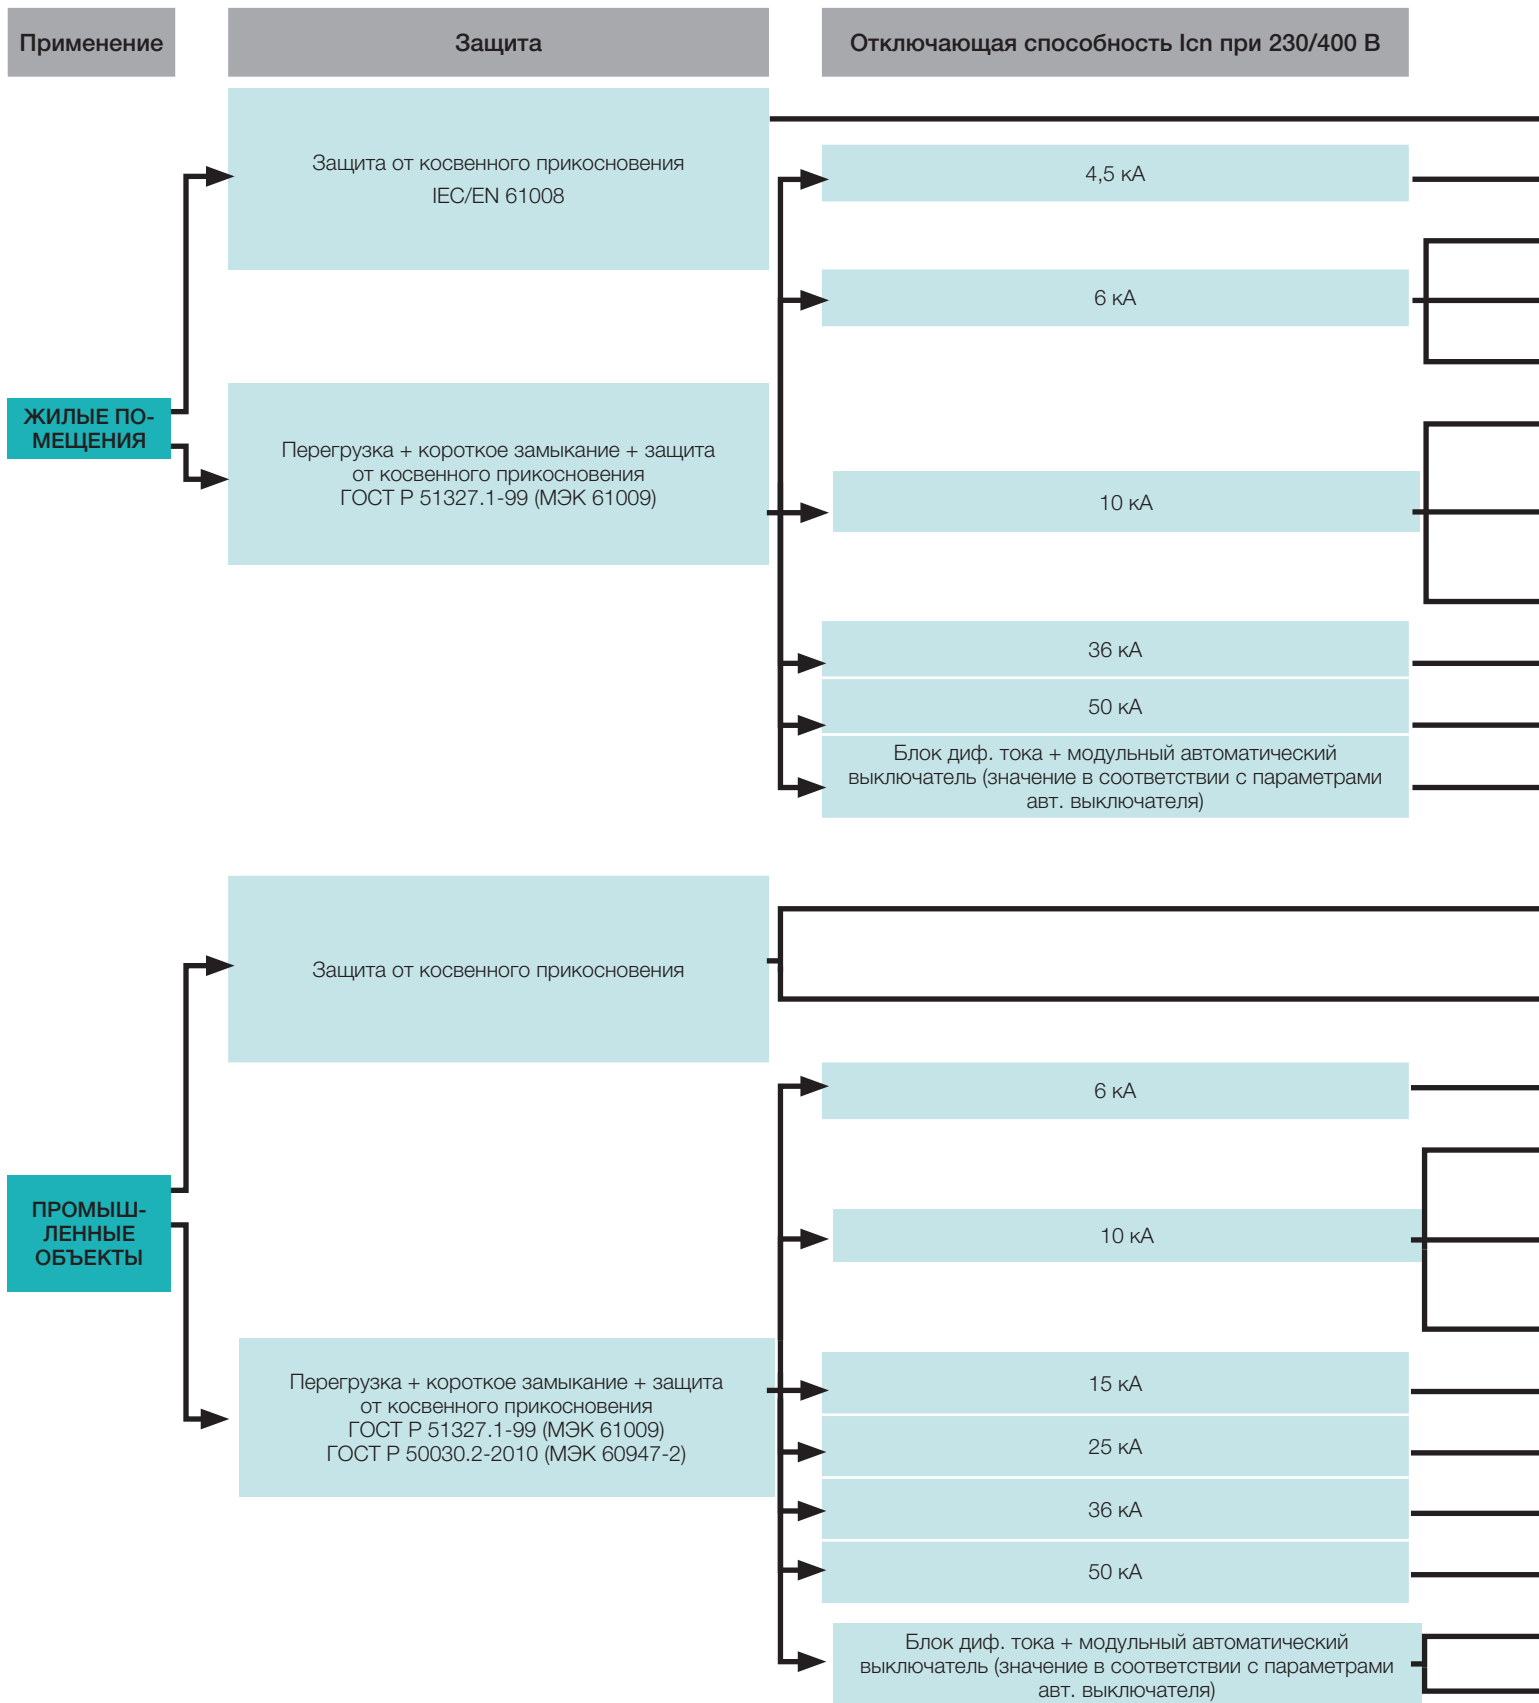 Применение
Защита
Отключающая способность Icn при 230/400 В
Защита от косвенного прикосновения
IEC/EN 61008
4,5 кА
6 кА
ЖИЛЫЕ ПО-
МЕЩЕНИЯ
Перегрузка + короткое замыкание + защита
от косвенного прикосновения
ГОСТ Р 51327.1-99 (МЭК 61009)
10 кА
36 кА
50 кА
Блок диф. тока + модульный автоматический
выключатель (значение в соответствии с параметрами
авт. выключателя)
Защита от косвенного прикосновения
6 кА
ПРОМЫШ-
ЛЕННЫЕ
ОБЪЕКТЫ
10 кА
Перегрузка + короткое замыкание + защита
от косвенного прикосновения
ГОСТ Р 51327.1-99 (МЭК 61009)
ГОСТ Р 50030.2-2010 (МЭК 60947-2)
15 кА
25 кА
36 кА
50 кА
Блок диф. тока + модульный автоматический
выключатель (значение в соответствии с параметрами
авт. выключателя)